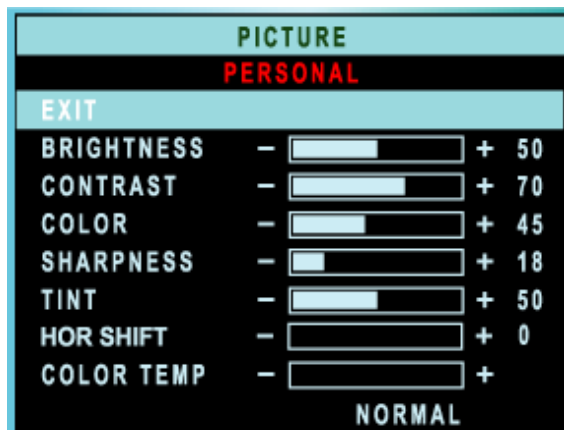 PICTURE
PERSONAL
EXIT
BRIGHTNESS - + 50
CONTRAST - + 70
COLOR - + 45
SHARPNESS - + 18
TINT - + 50
HOR SHIFT - + 0
COLOR TEMP - +
NORMAL